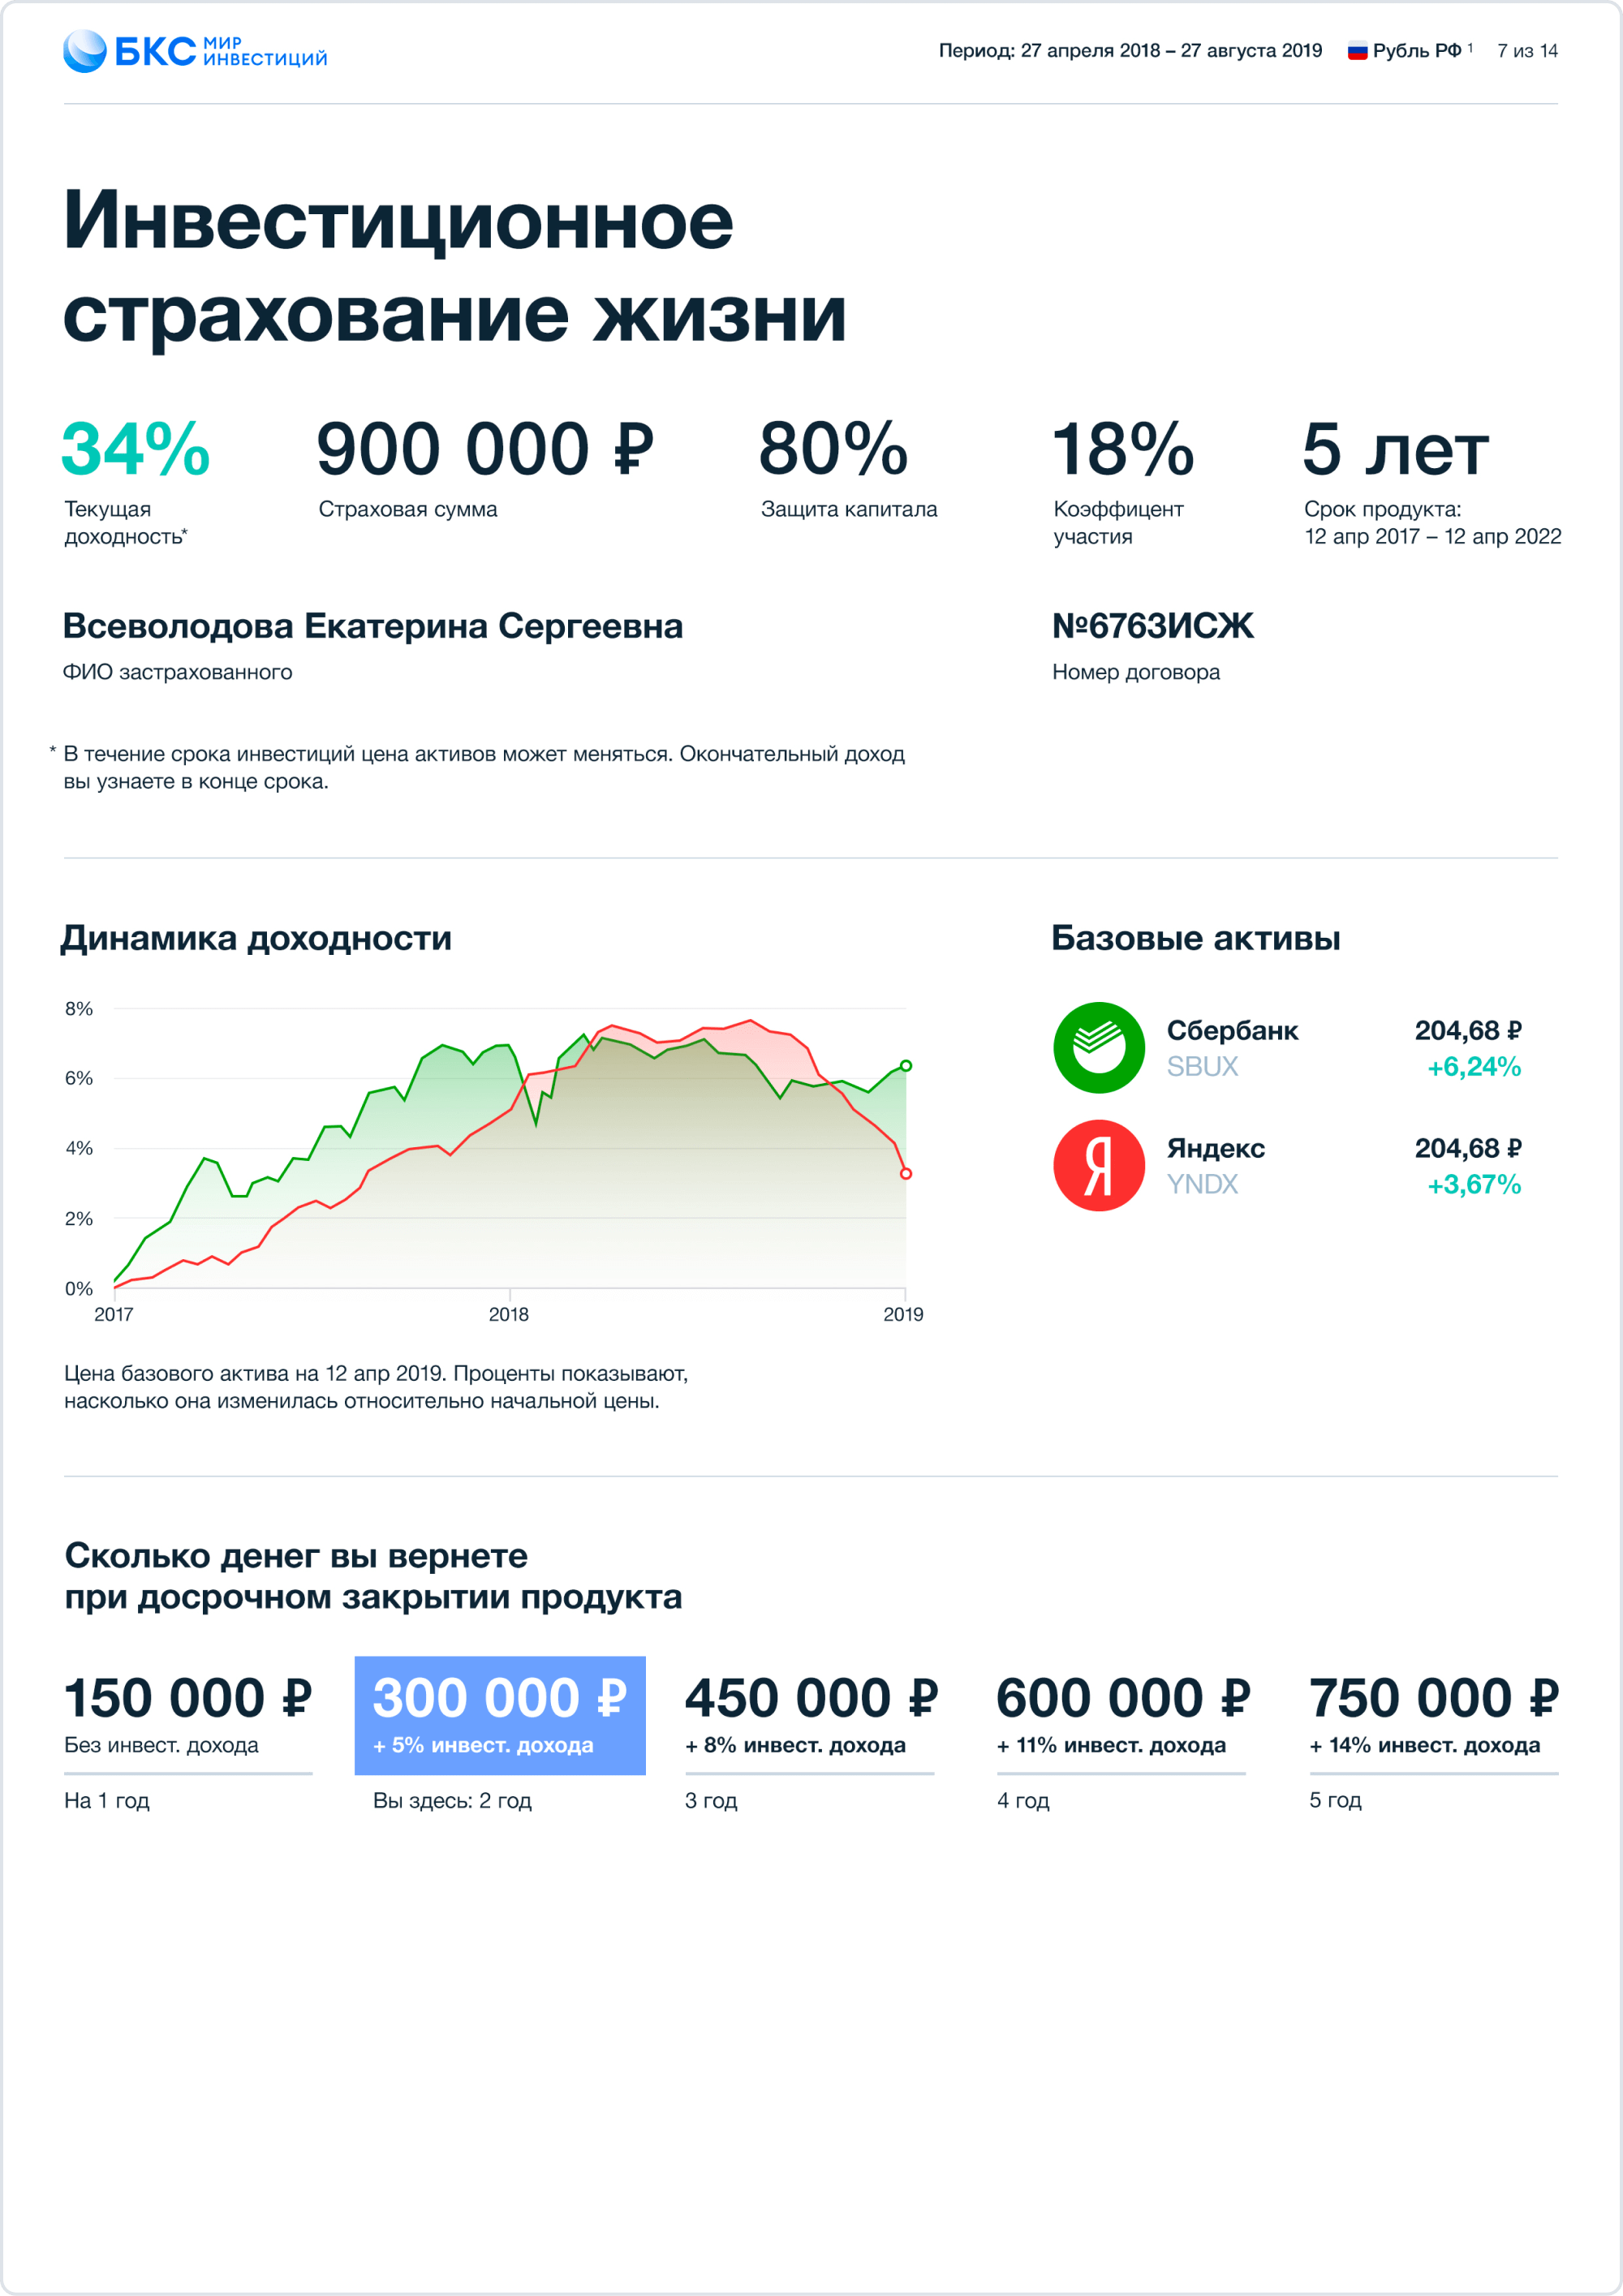 БКС МИР ИНВЕСТИЦИЙ
Период: 27 апреля 2018 – 27 августа 2019 Рубль РФ ¹ 7 из 14
Инвестиционное
страхование жизни
34% 900 000 ₽ 80% 18% 5 лет
Текущая Страховая сумма Защита капитала Коэффицент Срок продукта:
доходность* участия 12 апр 2017 – 12 апр 2022
Всеволодова Екатерина Сергеевна №6763ИСЖ
ФИО застрахованного Номер договора
* В течение срока инвестиций цена активов может меняться. Окончательный доход
вы узнаете в конце срока.
Динамика доходности
8%
6%
4%
2%
0%
2017 2018 2019
Цена базового актива на 12 апр 2019. Проценты показывают,
насколько она изменилась относительно начальной цены.
Базовые активы
Сбербанк 204,68 ₽
SBUX +6,24%
Я
Яндекс 204,68 ₽
YNDX +3,67%
Сколько денег вы вернете
при досрочном закрытии продукта
150 000 ₽ 300 000 ₽ 450 000 ₽ 600 000 ₽ 750 000 ₽
Без инвест. дохода + 5% инвест. дохода + 8% инвест. дохода + 11% инвест. дохода + 14% инвест. дохода
На 1 год Вы здесь: 2 год 3 год 4 год 5 год